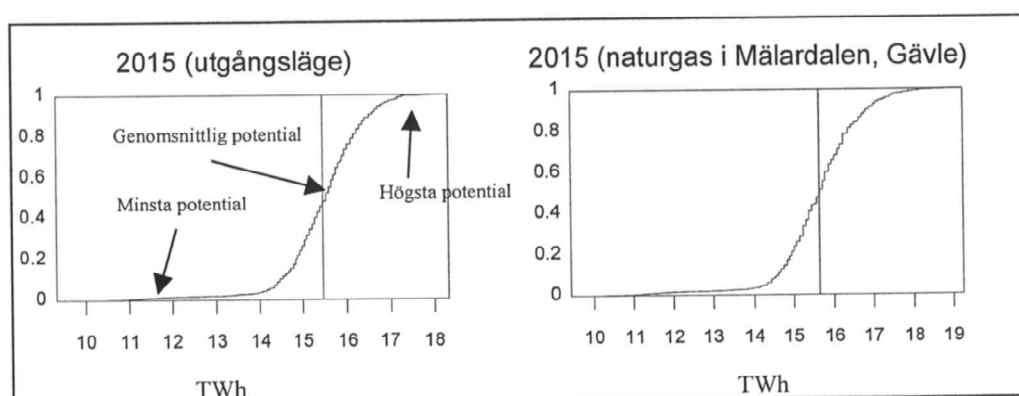 2015 (utgångsläge)
1
0.8
0.6
0.4
0.2
0
Genomsnittlig potential
Minsta potential
Högsta potential
10 11 12 13 14 15 16 17 18
TWh
2015 (naturgas i Mälardalen, Gävle)
1
0.8
0.6
0.4
0.2
0
10 11 12 13 14 15 16 17 18 19
TWh